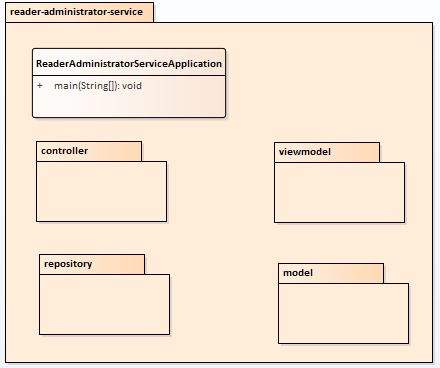 reader-administrator-service
ReaderAdministratorServiceApplication
+ main(String[]): void
controller
viewmodel
repository
model